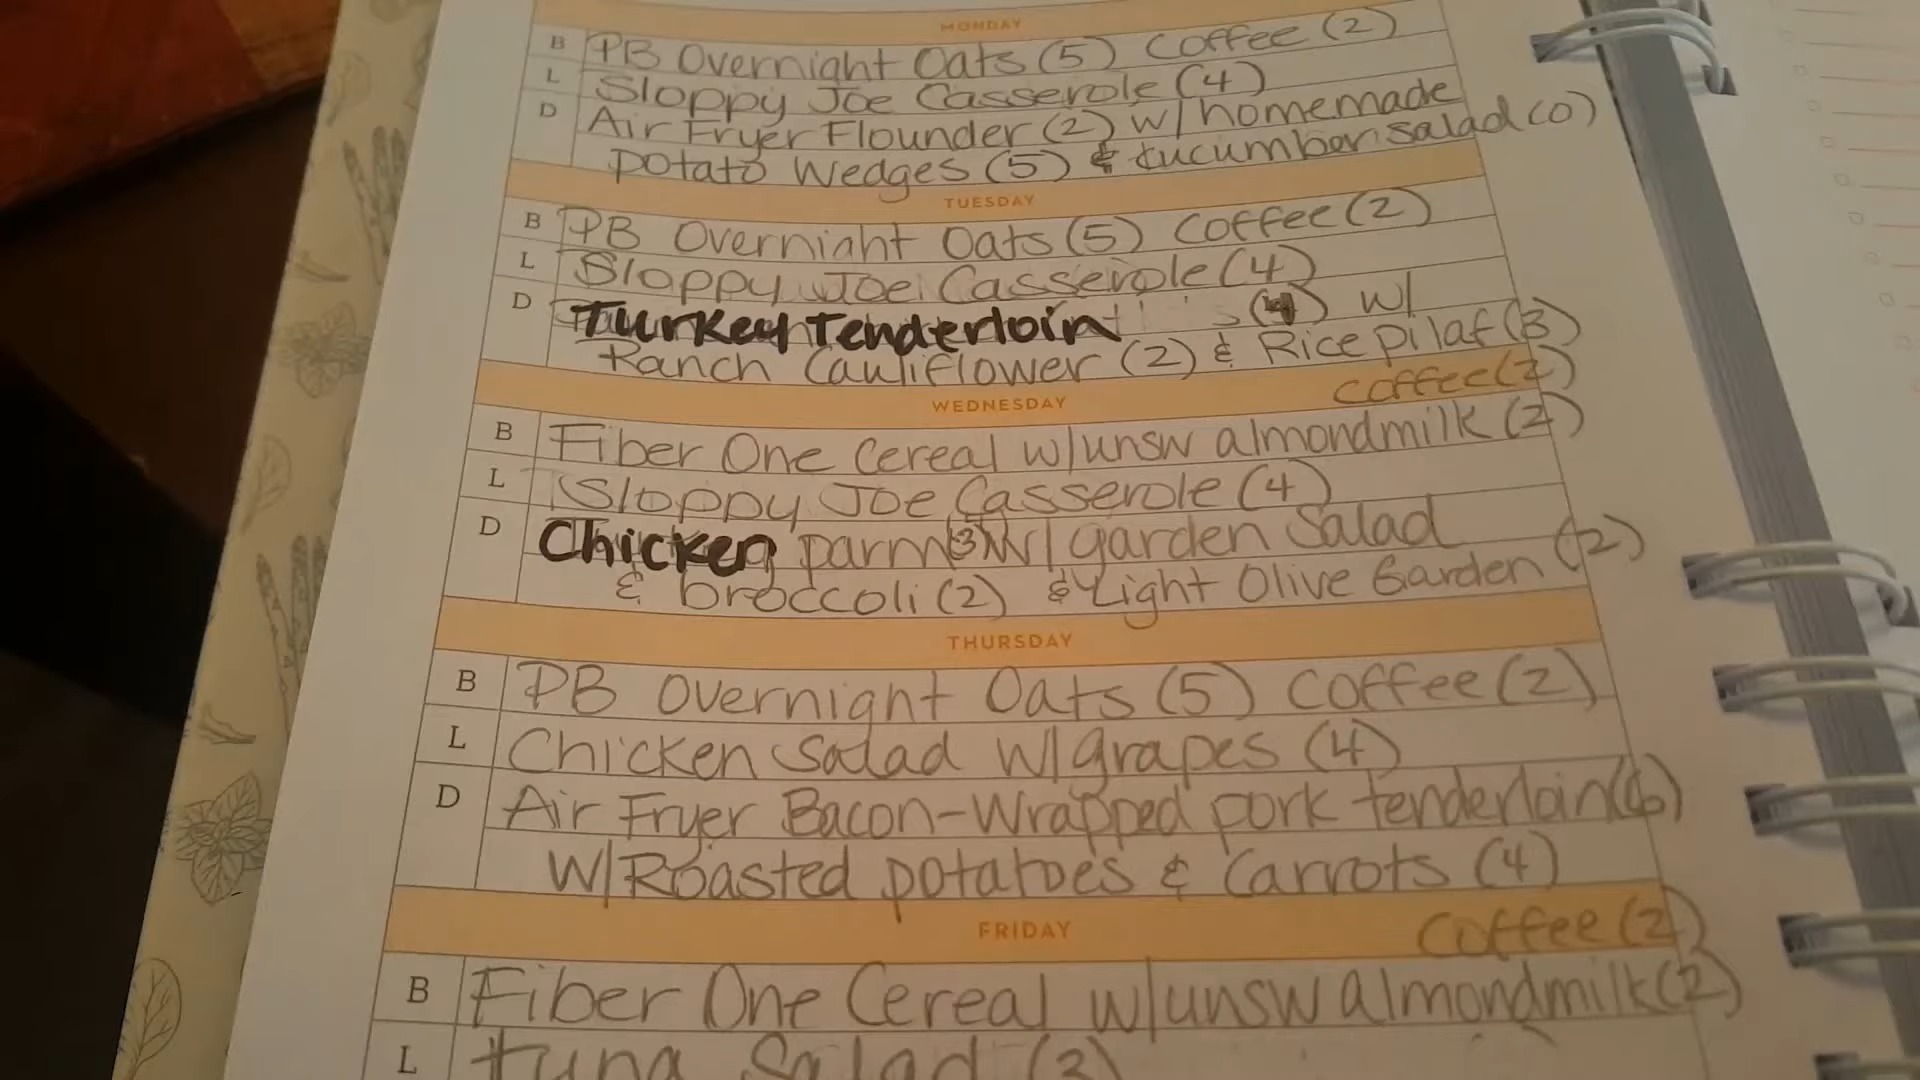 MONDAY
B PB Overnight Oats (5) Coffee (2)
L Sloppy Joe Casserole (4)
D Air Fryer Flounder (2) w/ homemade
potato Wedges (5) & cucumber salad (0)
TUESDAY
B PB Overnight Oats (5) Coffee (2)
L Sloppy Joe Casserole (4)
D Turkey Tenderloin (4) w/
Ranch Cauliflower (2) & Rice pilaf (3)
WEDNESDAY coffee (2)
B Fiber One Cereal w/unsw almondmilk (2)
L Sloppy Joe Casserole (4)
D Chicken parm (3) w/ garden Salad
& broccoli (2) & Light Olive Garden (2)
THURSDAY
B PB Overnight Oats (5) Coffee (2)
L Chicken Salad w/grapes (4)
D Air Fryer Bacon-Wrapped pork tenderloin (6)
w/Roasted potatoes & Carrots (4)
FRIDAY Coffee (2)
B Fiber One Cereal w/unsw almondmilk (2)
L tuna Salad